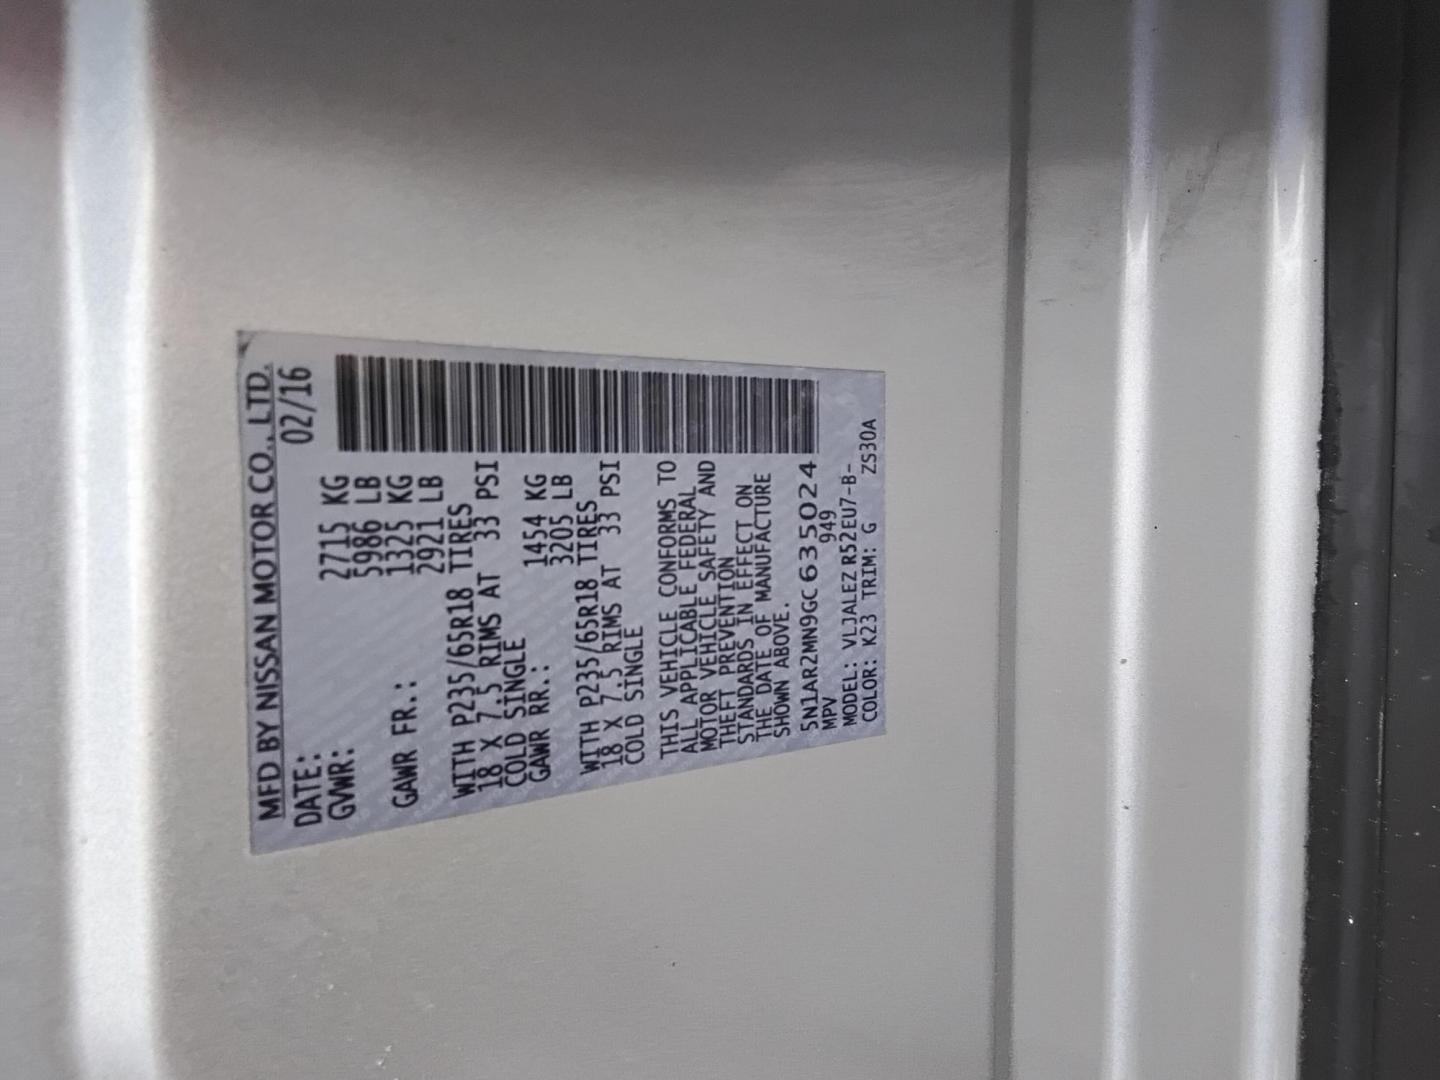 MFD BY NISSAN MOTOR CO., LTD.
DATE: 02/16
GVWR: 2715 KG
5986 LB
GAWR FR.: 1325 KG
2921 LB
WITH P235/65R18 TIRES
18 X 7.5 RIMS AT 33 PSI
COLD SINGLE
GAWR RR.: 1454 KG
3205 LB
WITH P235/65R18 TIRES
18 X 7.5 RIMS AT 33 PSI
COLD SINGLE
THIS VEHICLE CONFORMS TO
ALL APPLICABLE FEDERAL
MOTOR VEHICLE SAFETY AND
THEFT PREVENTION
STANDARDS IN EFFECT ON
THE DATE OF MANUFACTURE
SHOWN ABOVE.
5N1AR2MN9GC635024
MPV 949
MODEL: VLJALEZ R52EU7-B-
COLOR: K23 TRIM: G ZS30A